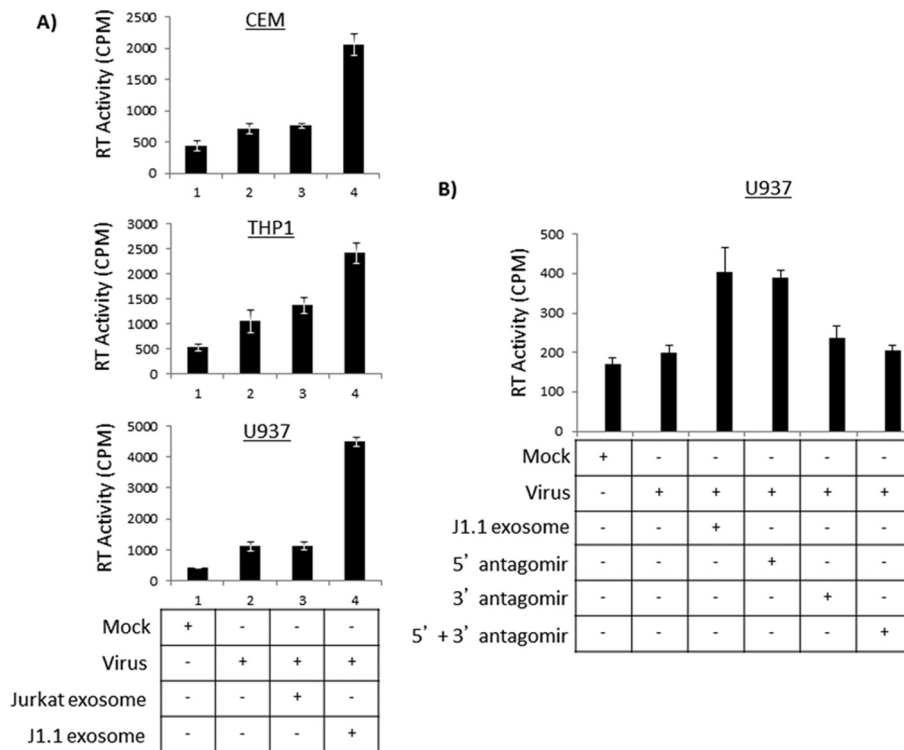 A)
CEM
RT Activity (CPM)
2500
2000
1500
1000
500
0
1 2 3 4
THP1
RT Activity (CPM)
3000
2500
2000
1500
1000
500
0
1 2 3 4
U937
RT Activity (CPM)
5000
4000
3000
2000
1000
0
1 2 3 4
Mock + - - -
Virus - + + +
Jurkat exosome - - + -
J1.1 exosome - - - +
B)
U937
RT Activity (CPM)
500
400
300
200
100
0
Mock + - - - - -
Virus - + + + + +
J1.1 exosome - - + - - -
5' antagomir - - - + - -
3' antagomir - - - - + -
5' + 3' antagomir - - - - - +